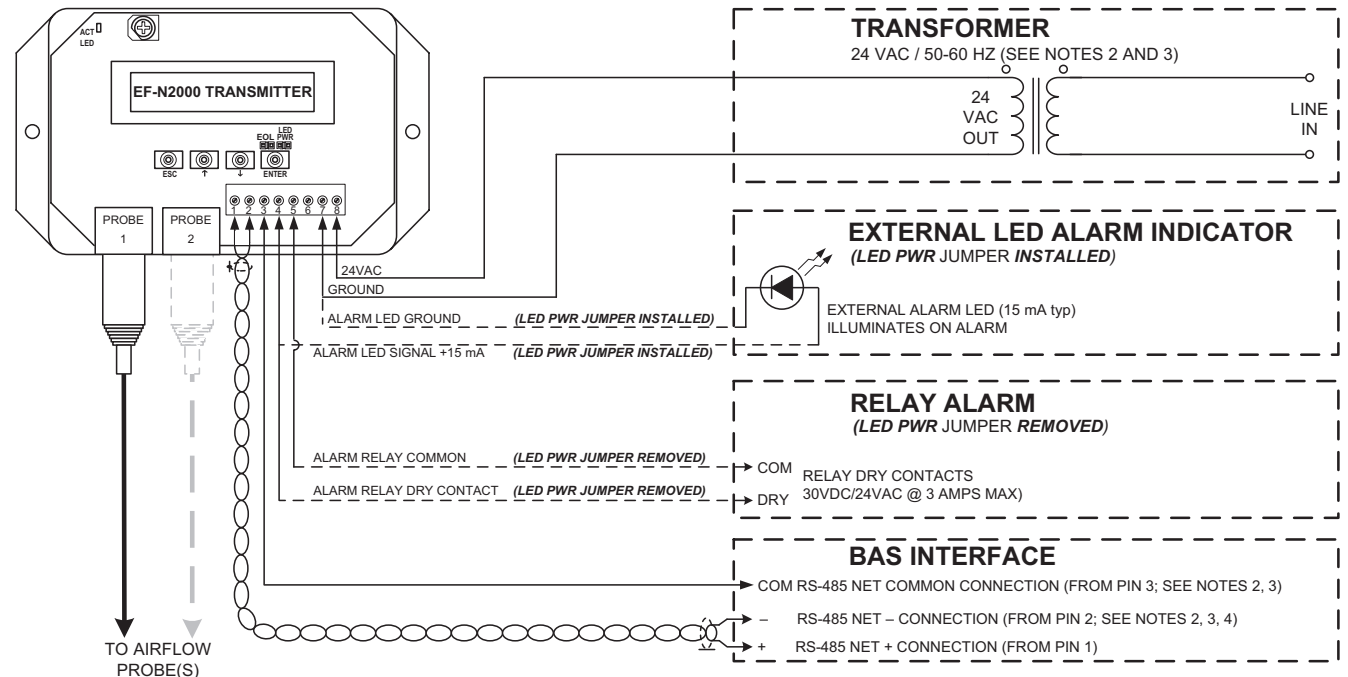 ACT
LED
EF-N2000 TRANSMITTER
LED
EOL PWR
ESC ↑ ↓ ENTER
1 2 3 4 5 6 7 8
PROBE
1
PROBE
2
24VAC
GROUND
ALARM LED GROUND (LED PWR JUMPER INSTALLED)
ALARM LED SIGNAL +15 mA (LED PWR JUMPER INSTALLED)
ALARM RELAY COMMON (LED PWR JUMPER REMOVED)
ALARM RELAY DRY CONTACT (LED PWR JUMPER REMOVED)
TO AIRFLOW
PROBE(S)
TRANSFORMER
24 VAC / 50-60 HZ (SEE NOTES 2 AND 3)
24
VAC
OUT
LINE
IN
EXTERNAL LED ALARM INDICATOR
(LED PWR JUMPER INSTALLED)
EXTERNAL ALARM LED (15 mA typ)
ILLUMINATES ON ALARM
RELAY ALARM
(LED PWR JUMPER REMOVED)
COM
DRY
RELAY DRY CONTACTS
30VDC/24VAC @ 3 AMPS MAX)
BAS INTERFACE
COM RS-485 NET COMMON CONNECTION (FROM PIN 3; SEE NOTES 2, 3)
– RS-485 NET – CONNECTION (FROM PIN 2; SEE NOTES 2, 3, 4)
+ RS-485 NET + CONNECTION (FROM PIN 1)